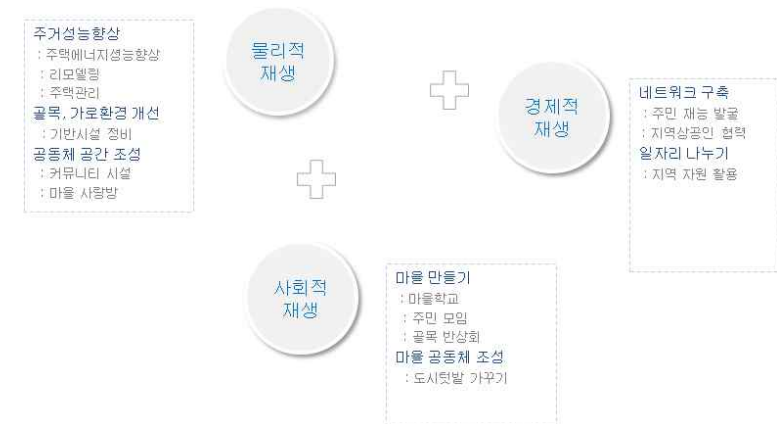 주거성능향상
: 주택에너지성능향상
: 리모델링
: 주택관리
골목, 가로환경 개선
: 기반시설 정비
공동체 공간 조성
: 커뮤니티 시설
: 마을 사랑방
물리적
재생
경제적
재생
네트워크 구축
: 주민 재능 발굴
: 지역상공인 협력
일자리 나누기
: 지역 자원 활용
사회적
재생
마을 만들기
: 마을학교
: 주민 모임
: 골목 반상회
마을 공동체 조성
: 도시텃밭 가꾸기